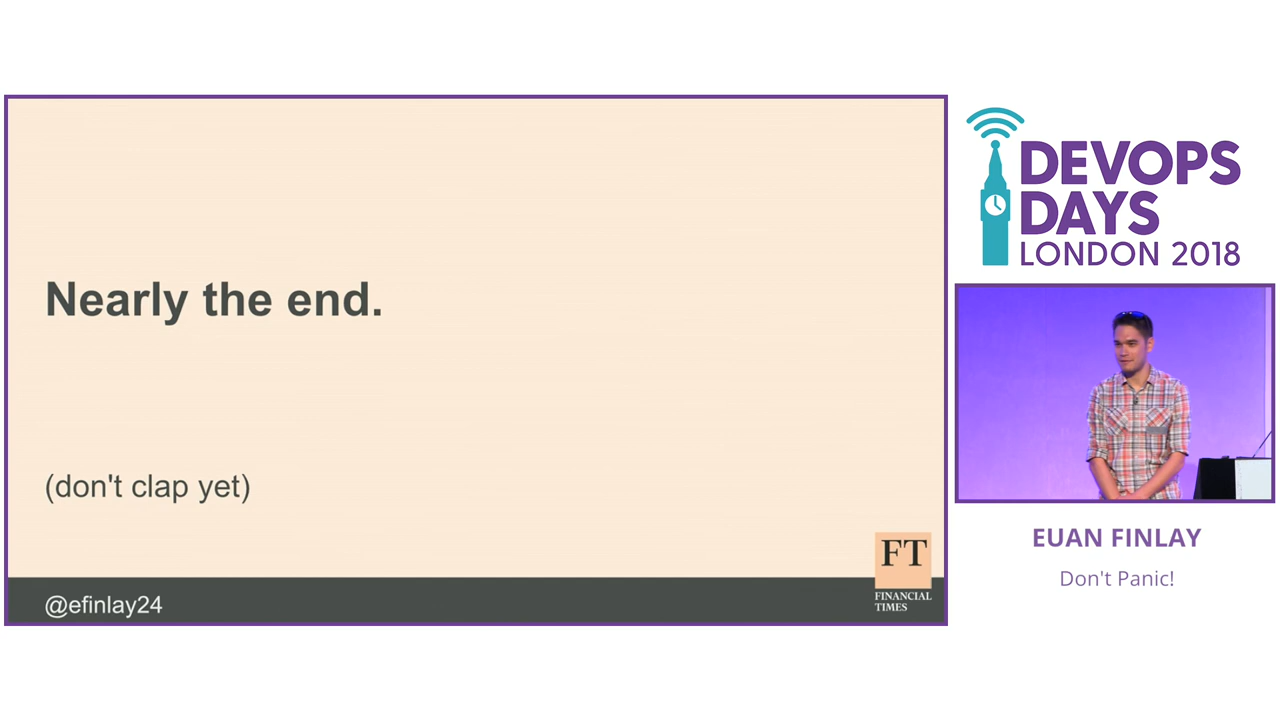 Nearly the end.
(don't clap yet)
@efinlay24
FT
FINANCIAL
TIMES
DEVOPS
DAYS
LONDON 2018
EUAN FINLAY
Don't Panic!